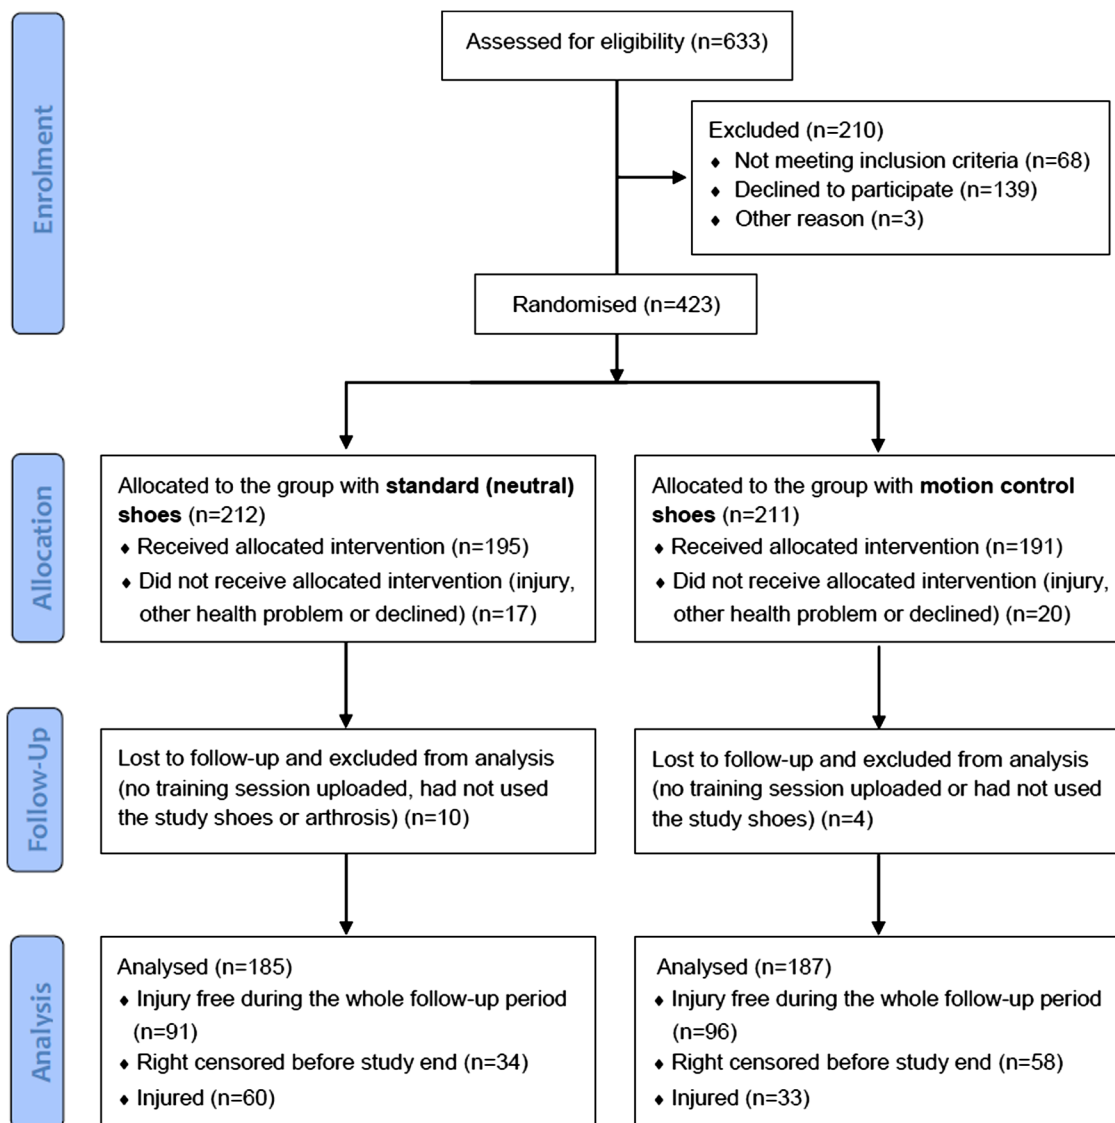 Enrolment
Assessed for eligibility (n=633)
Excluded (n=210)
♦ Not meeting inclusion criteria (n=68)
♦ Declined to participate (n=139)
♦ Other reason (n=3)
Randomised (n=423)
Allocation
Allocated to the group with standard (neutral)
shoes (n=212)
♦ Received allocated intervention (n=195)
♦ Did not receive allocated intervention (injury,
other health problem or declined) (n=17)
Allocated to the group with motion control
shoes (n=211)
♦ Received allocated intervention (n=191)
♦ Did not receive allocated intervention (injury,
other health problem or declined) (n=20)
Follow-Up
Lost to follow-up and excluded from analysis
(no training session uploaded, had not used
the study shoes or arthrosis) (n=10)
Lost to follow-up and excluded from analysis
(no training session uploaded or had not used
the study shoes) (n=4)
Analysis
Analysed (n=185)
♦ Injury free during the whole follow-up period
(n=91)
♦ Right censored before study end (n=34)
♦ Injured (n=60)
Analysed (n=187)
♦ Injury free during the whole follow-up period
(n=96)
♦ Right censored before study end (n=58)
♦ Injured (n=33)